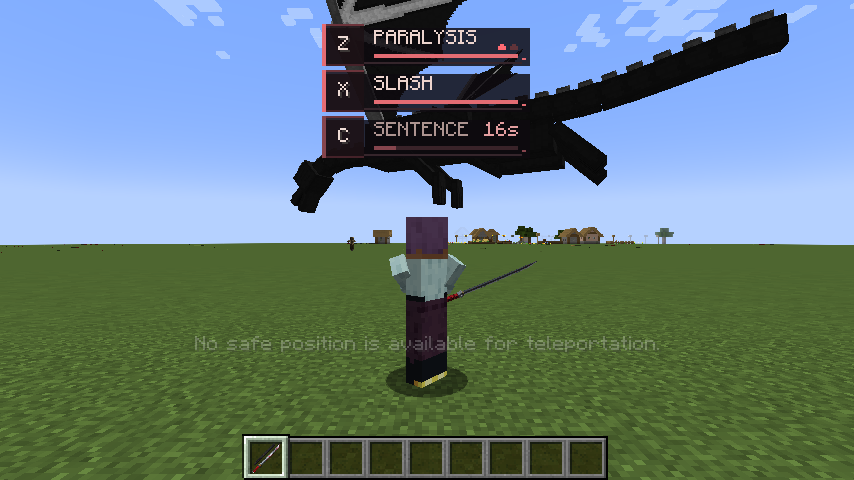 Z PARALYSIS
X SLASH
C SENTENCE 16s
No safe position is available for teleportation.